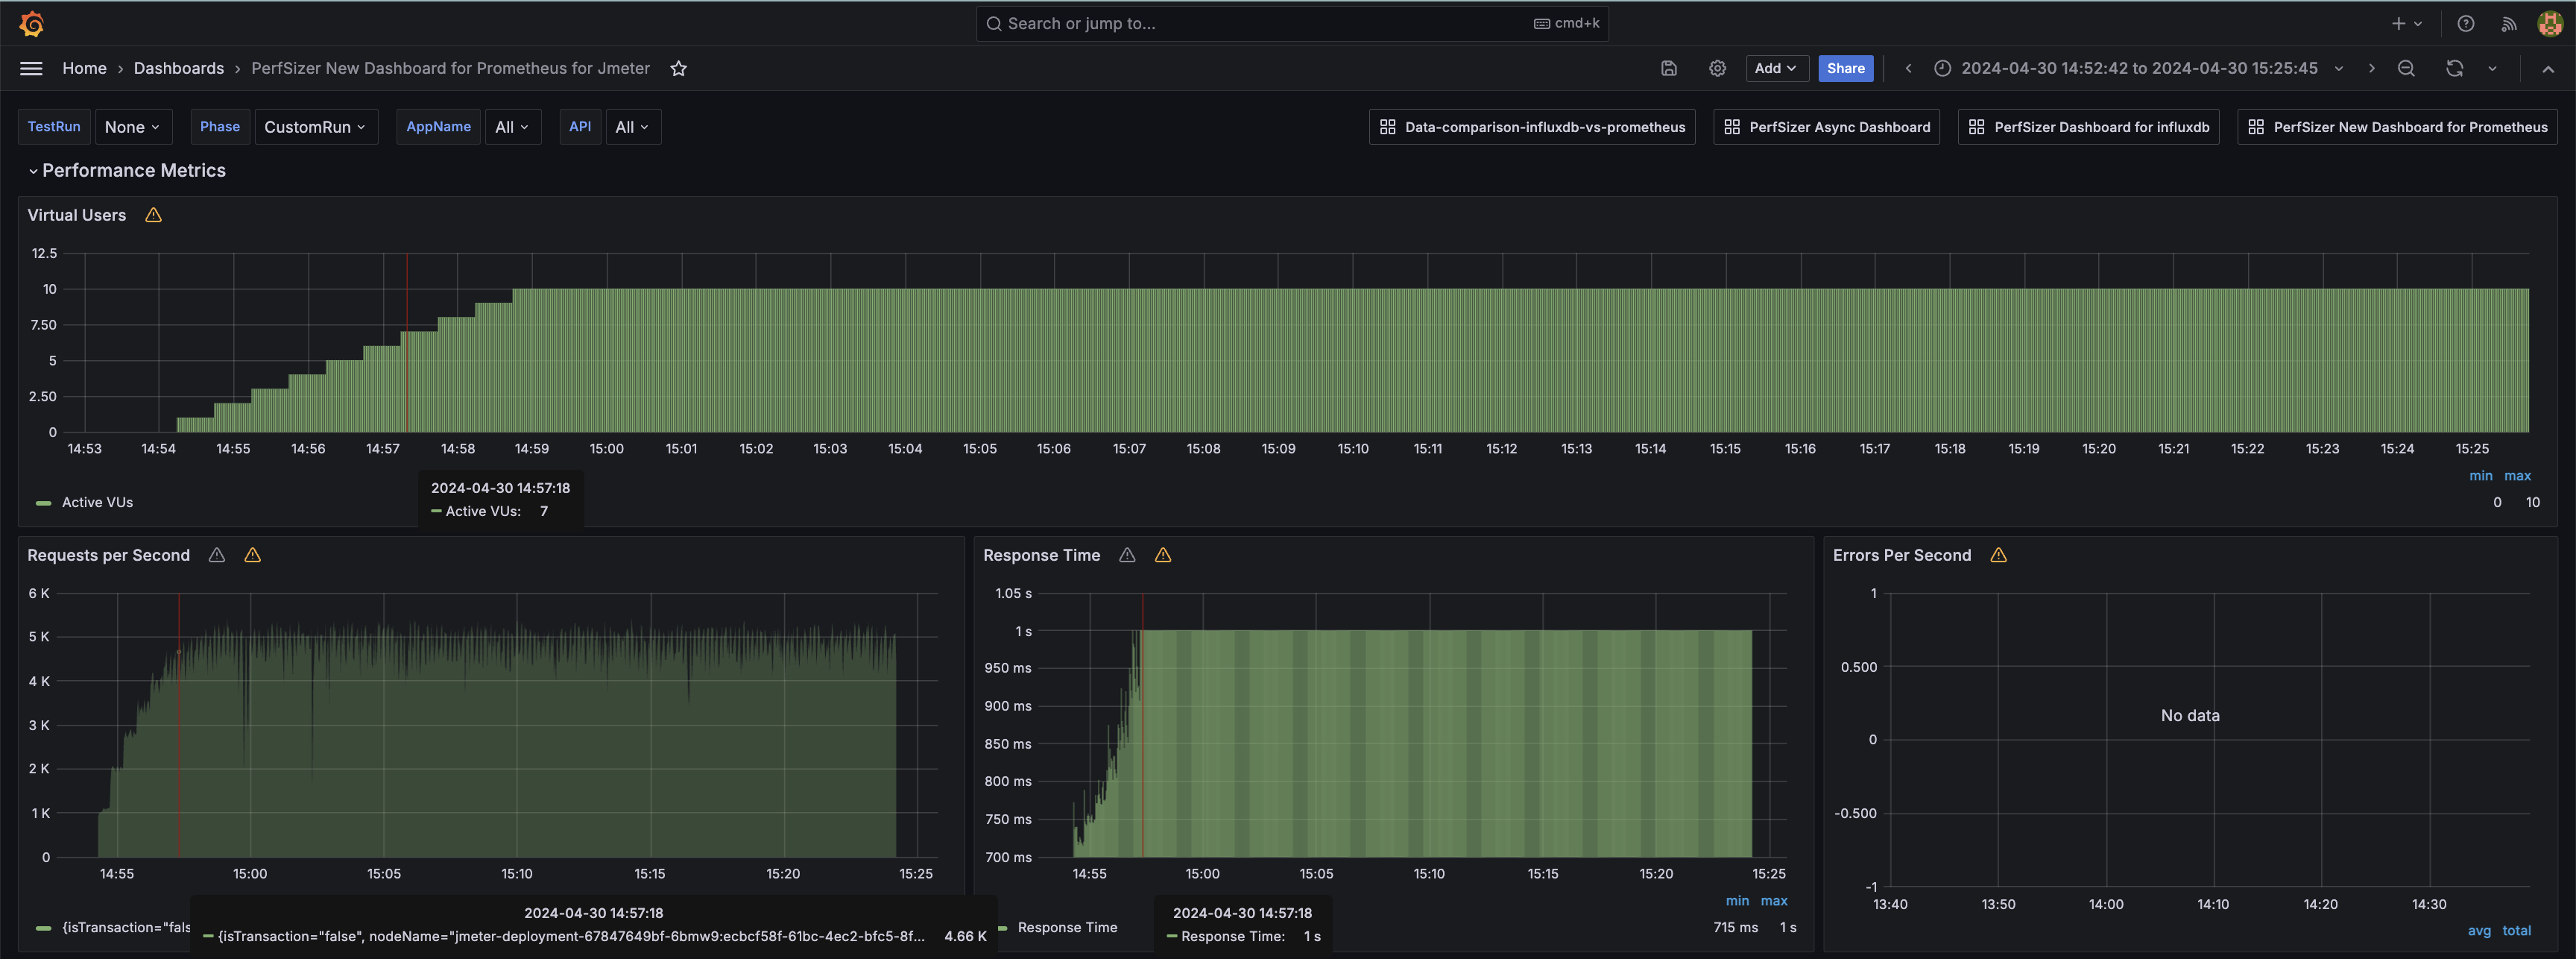 Search or jump to... cmd+k
Home › Dashboards › PerfSizer New Dashboard for Prometheus for Jmeter
Add Share 2024-04-30 14:52:42 to 2024-04-30 15:25:45
TestRun None Phase CustomRun AppName All API All
Data-comparison-influxdb-vs-prometheus PerfSizer Async Dashboard PerfSizer Dashboard for influxdb PerfSizer New Dashboard for Prometheus
Performance Metrics
Virtual Users
12.5
10
7.50
5
2.50
0
14:53 14:54 14:55 14:56 14:57 14:58 14:59 15:00 15:01 15:02 15:03 15:04 15:05 15:06 15:07 15:08 15:09 15:10 15:11 15:12 15:13 15:14 15:15 15:16 15:17 15:18 15:19 15:20 15:21 15:22 15:23 15:24 15:25
min max
Active VUs 0 10
2024-04-30 14:57:18
Active VUs: 7
Requests per Second
6 K
5 K
4 K
3 K
2 K
1 K
0
14:55 15:00 15:05 15:10 15:15 15:20 15:25
{isTransaction="fals
2024-04-30 14:57:18
{isTransaction="false", nodeName="jmeter-deployment-67847649bf-6bmw9:ecbcf58f-61bc-4ec2-bfc5-8f... 4.66 K
Response Time
1.05 s
1 s
950 ms
900 ms
850 ms
800 ms
750 ms
700 ms
14:55 15:00 15:05 15:10 15:15 15:20 15:25
min max
Response Time 715 ms 1 s
2024-04-30 14:57:18
Response Time: 1 s
Errors Per Second
1
0.500
0
-0.500
-1
No data
13:40 13:50 14:00 14:10 14:20 14:30
avg total